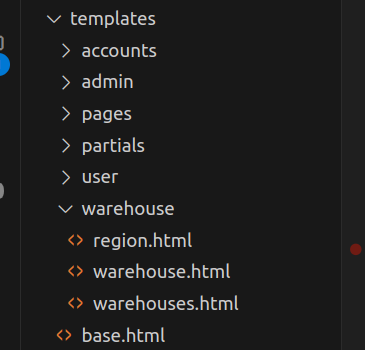 templates
accounts
admin
pages
partials
user
warehouse
region.html
warehouse.html
warehouses.html
base.html